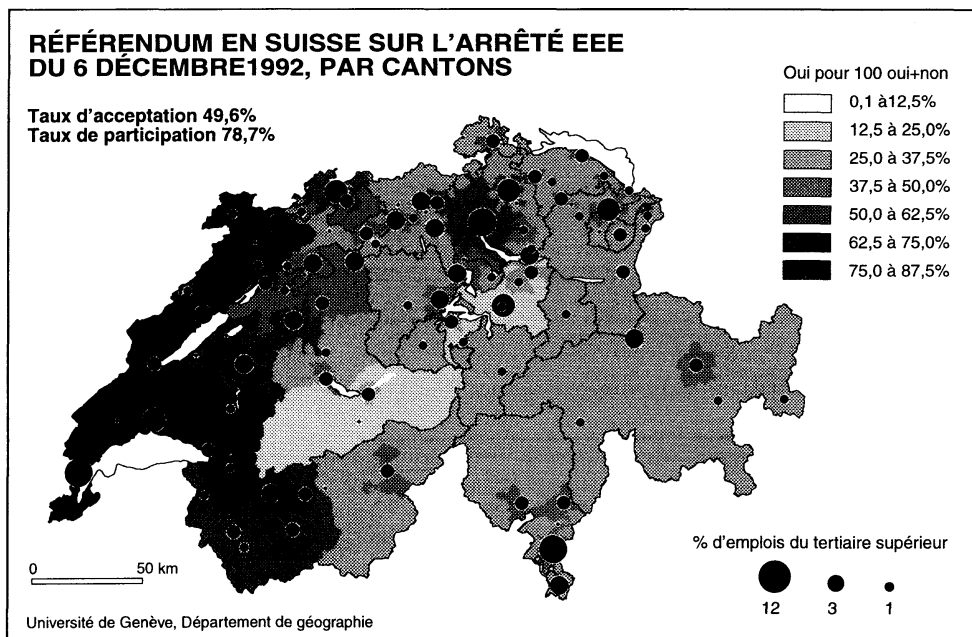 RÉFÉRENDUM EN SUISSE SUR L'ARRÊTÉ EEE
DU 6 DÉCEMBRE1992, PAR CANTONS
Taux d'acceptation 49,6%
Taux de participation 78,7%
Oui pour 100 oui+non
0,1 à12,5%
12,5 à 25,0%
25,0 à 37,5%
37,5 à 50,0%
50,0 à 62,5%
62,5 à 75,0%
75,0 à 87,5%
% d'emplois du tertiaire supérieur
12 3 1
0 50 km
Université de Genève, Département de géographie